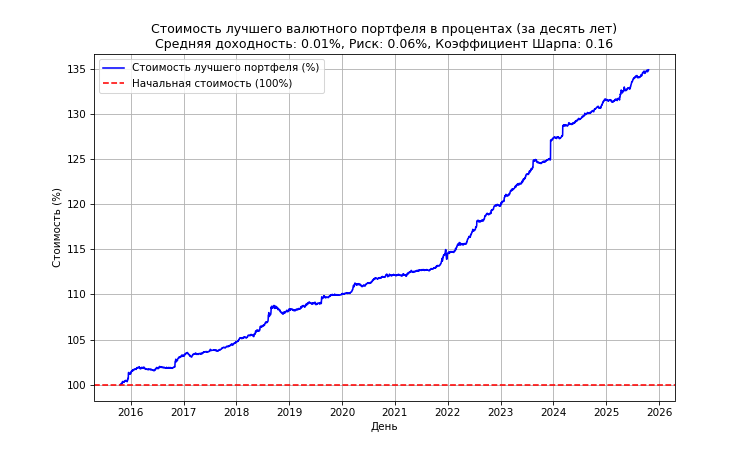 Стоимость лучшего валютного портфеля в процентах (за десять лет)
Средняя доходность: 0.01%, Риск: 0.06%, Коэффициент Шарпа: 0.16
Стоимость лучшего портфеля (%)
Начальная стоимость (100%)
Стоимость (%)
135
130
125
120
115
110
105
100
2016 2017 2018 2019 2020 2021 2022 2023 2024 2025 2026
День